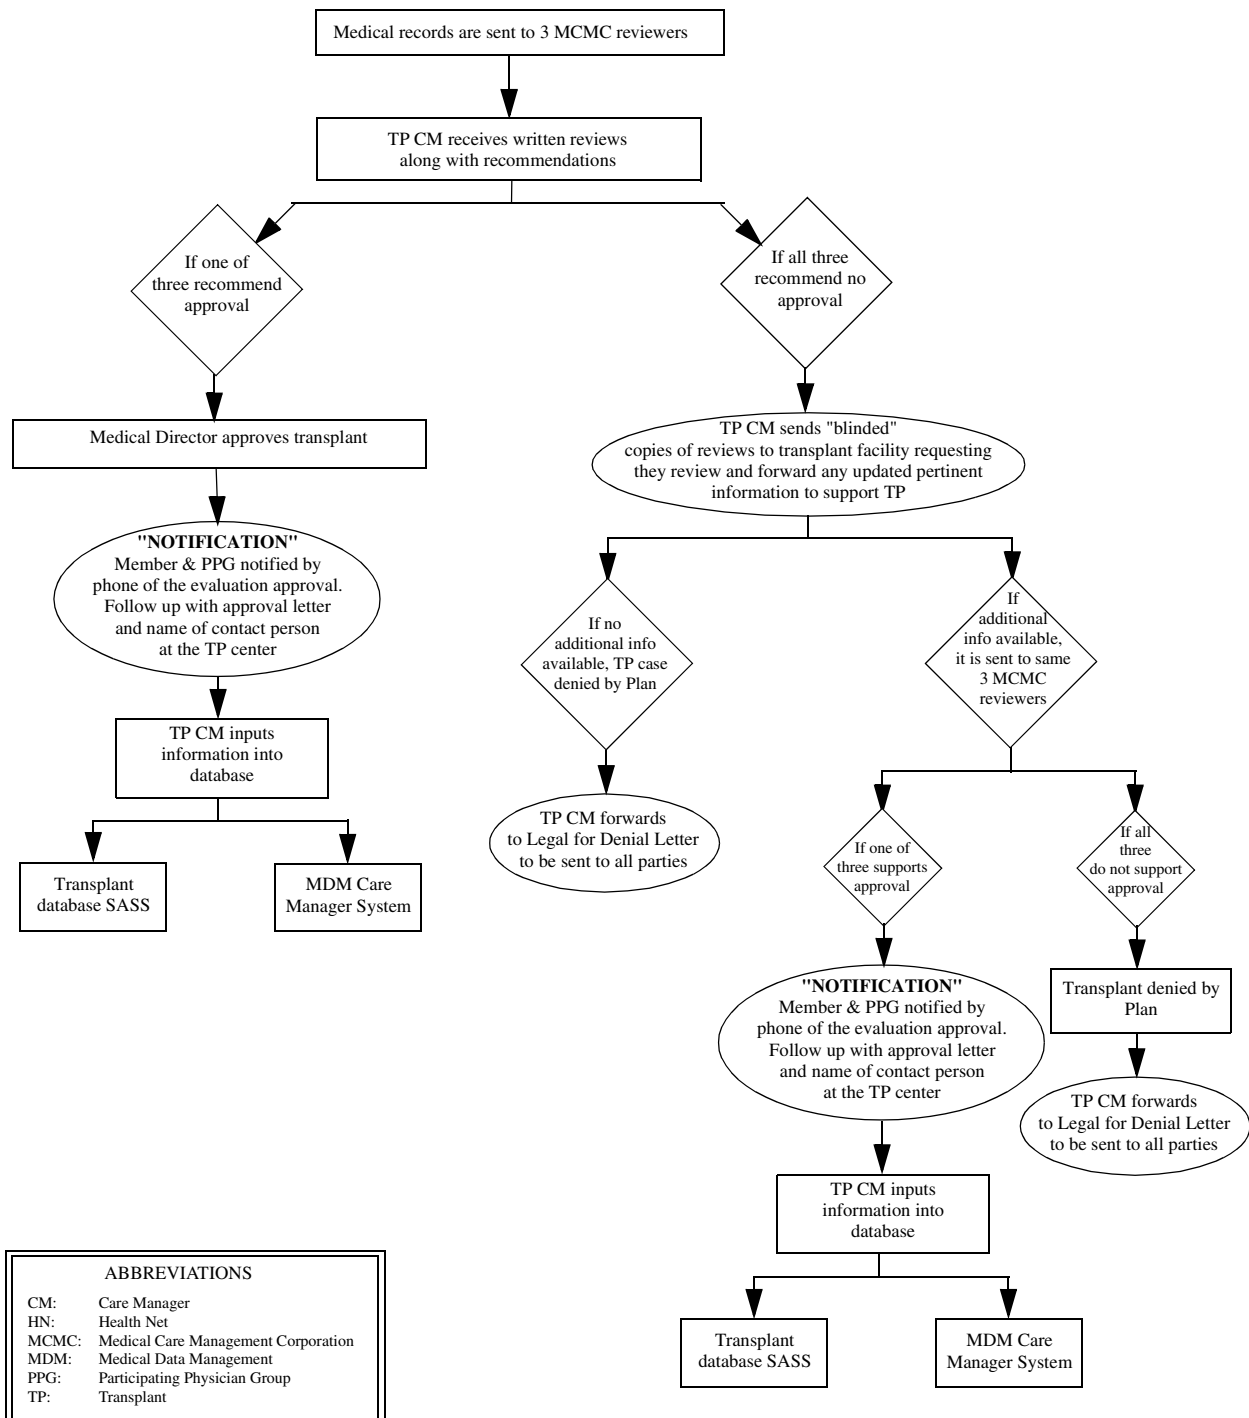 Medical records are sent to 3 MCMC reviewers
TP CM receives written reviews
along with recommendations
If one of
three recommend
approval
If all three
recommend no
approval
Medical Director approves transplant
TP CM sends "blinded"
copies of reviews to transplant facility requesting
they review and forward any updated pertinent
information to support TP
"NOTIFICATION"
Member & PPG notified by
phone of the evaluation approval.
Follow up with approval letter
and name of contact person
at the TP center
If no
additional info
available, TP case
denied by Plan
If
additional
info available,
it is sent to same
3 MCMC
reviewers
TP CM inputs
information into
database
TP CM forwards
to Legal for Denial Letter
to be sent to all parties
If one of
three supports
approval
If all
three
do not support
approval
Transplant
database SASS
MDM Care
Manager System
"NOTIFICATION"
Member & PPG notified by
phone of the evaluation approval.
Follow up with approval letter
and name of contact person
at the TP center
Transplant denied by
Plan
TP CM forwards
to Legal for Denial Letter
to be sent to all parties
TP CM inputs
information into
database
Transplant
database SASS
MDM Care
Manager System
ABBREVIATIONS
CM: Care Manager
HN: Health Net
MCMC: Medical Care Management Corporation
MDM: Medical Data Management
PPG: Participating Physician Group
TP: Transplant